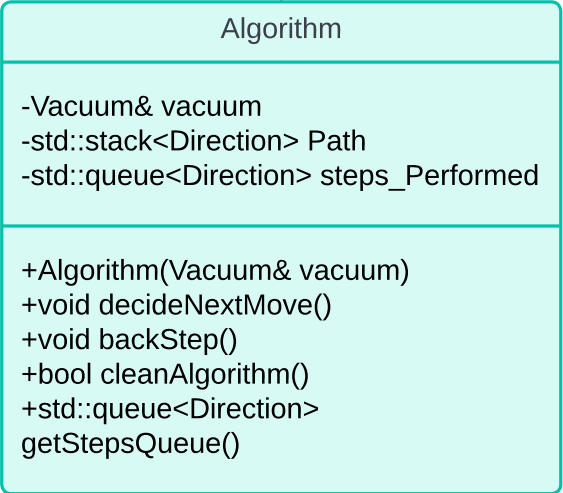 Algorithm
-Vacuum& vacuum
-std::stack<Direction> Path
-std::queue<Direction> steps_Performed
+Algorithm(Vacuum& vacuum)
+void decideNextMove()
+void backStep()
+bool cleanAlgorithm()
+std::queue<Direction>
getStepsQueue()